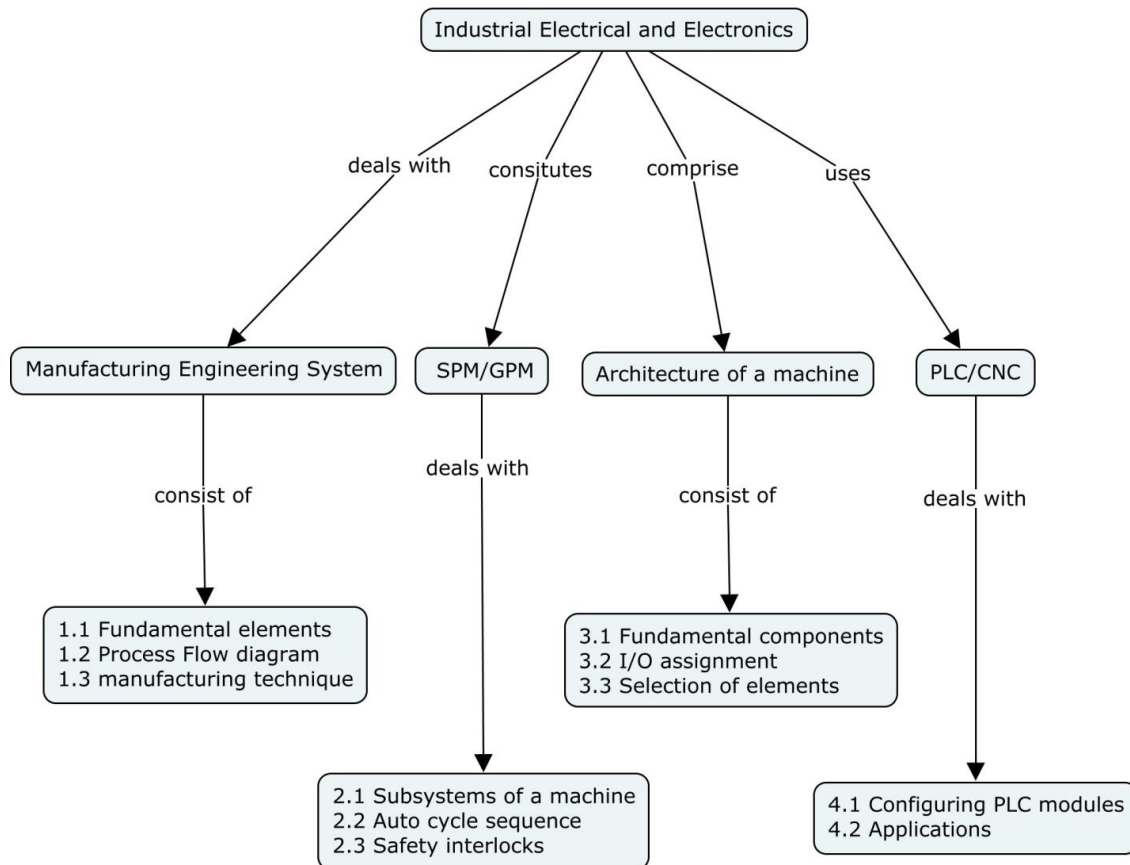 Industrial Electrical and Electronics
deals with
consitutes
comprise
uses
Manufacturing Engineering System
SPM/GPM
Architecture of a machine
PLC/CNC
consist of
deals with
consist of
deals with
1.1 Fundamental elements
1.2 Process Flow diagram
1.3 manufacturing technique
3.1 Fundamental components
3.2 I/O assignment
3.3 Selection of elements
2.1 Subsystems of a machine
2.2 Auto cycle sequence
2.3 Safety interlocks
4.1 Configuring PLC modules
4.2 Applications